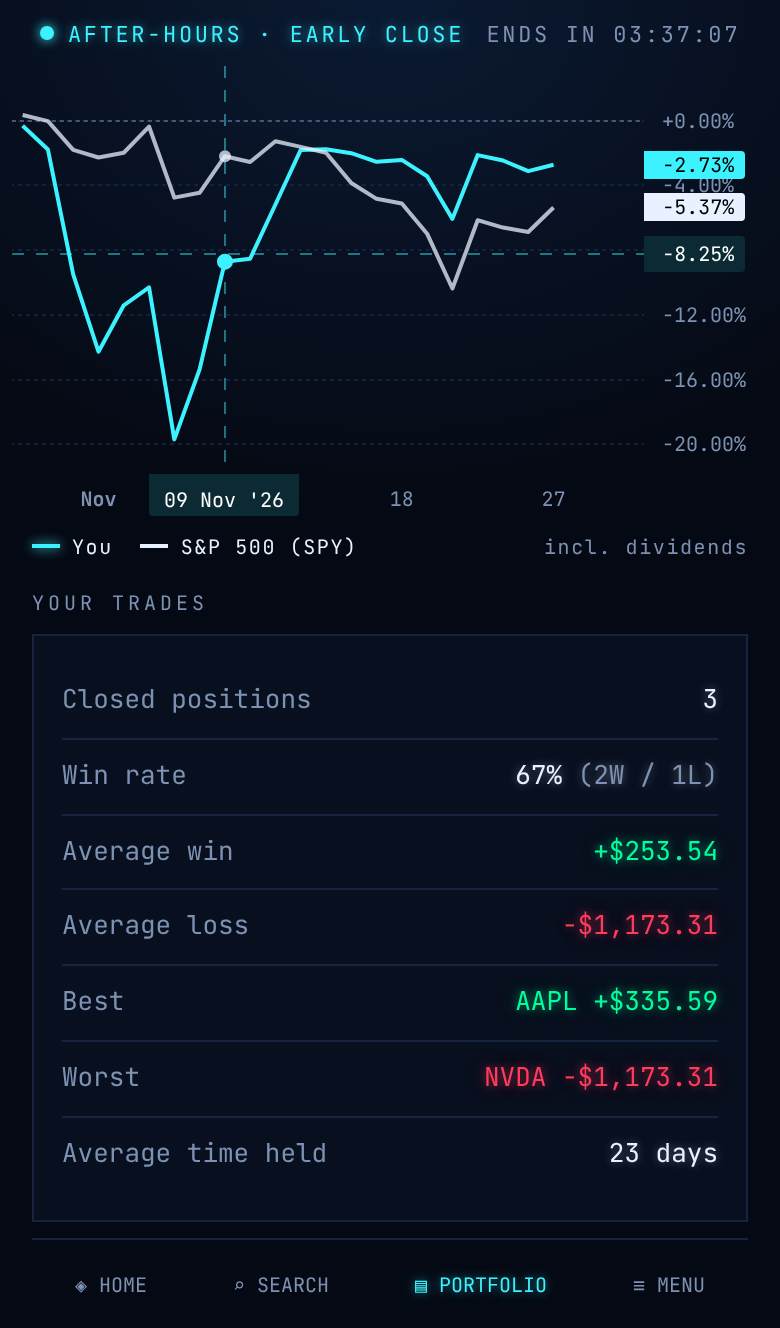 AFTER-HOURS · EARLY CLOSE ENDS IN 03:37:07
+0.00%
-2.73%
-4.00%
-5.37%
-8.25%
-12.00%
-16.00%
-20.00%
Nov 09 Nov '26 18 27
You S&P 500 (SPY) incl. dividends
YOUR TRADES
Closed positions 3
Win rate 67% (2W / 1L)
Average win +$253.54
Average loss -$1,173.31
Best AAPL +$335.59
Worst NVDA -$1,173.31
Average time held 23 days
HOME SEARCH PORTFOLIO MENU